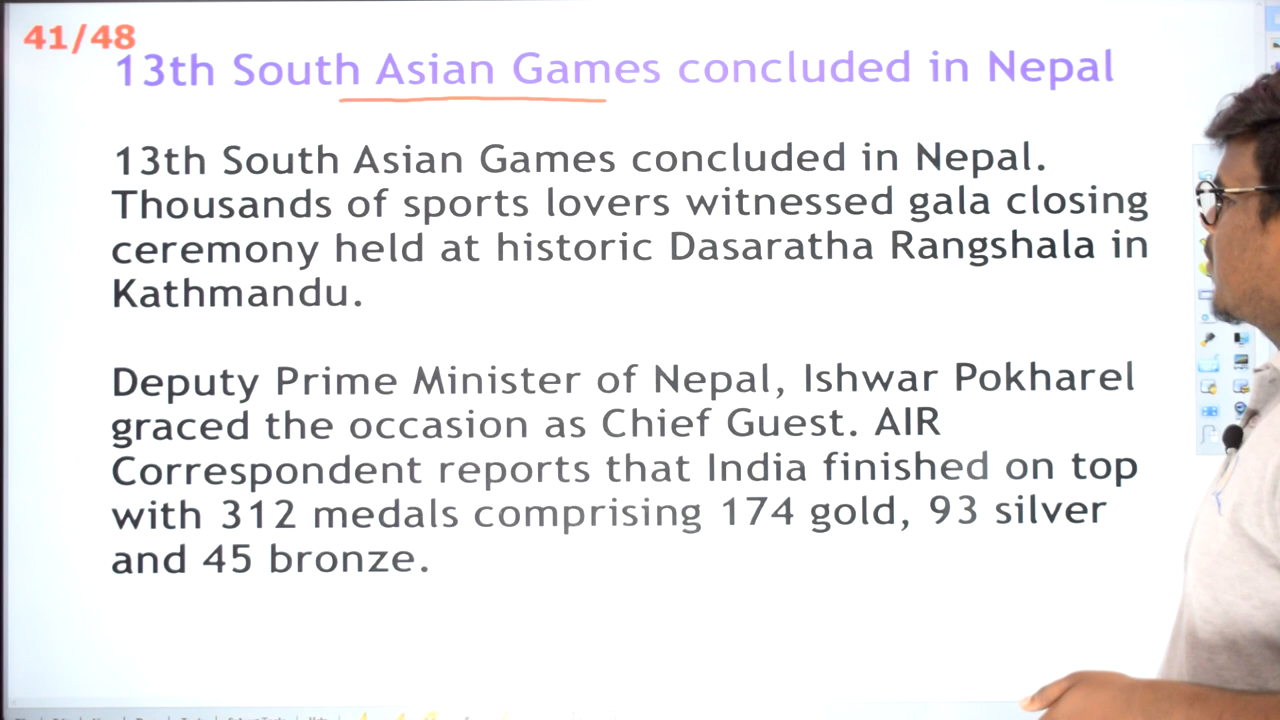 41/48
13th South Asian Games concluded in Nepal
13th South Asian Games concluded in Nepal.
Thousands of sports lovers witnessed gala closing
ceremony held at historic Dasaratha Rangshala in
Kathmandu.
Deputy Prime Minister of Nepal, Ishwar Pokharel
graced the occasion as Chief Guest. AIR
Correspondent reports that India finished on top
with 312 medals comprising 174 gold, 93 silver
and 45 bronze.